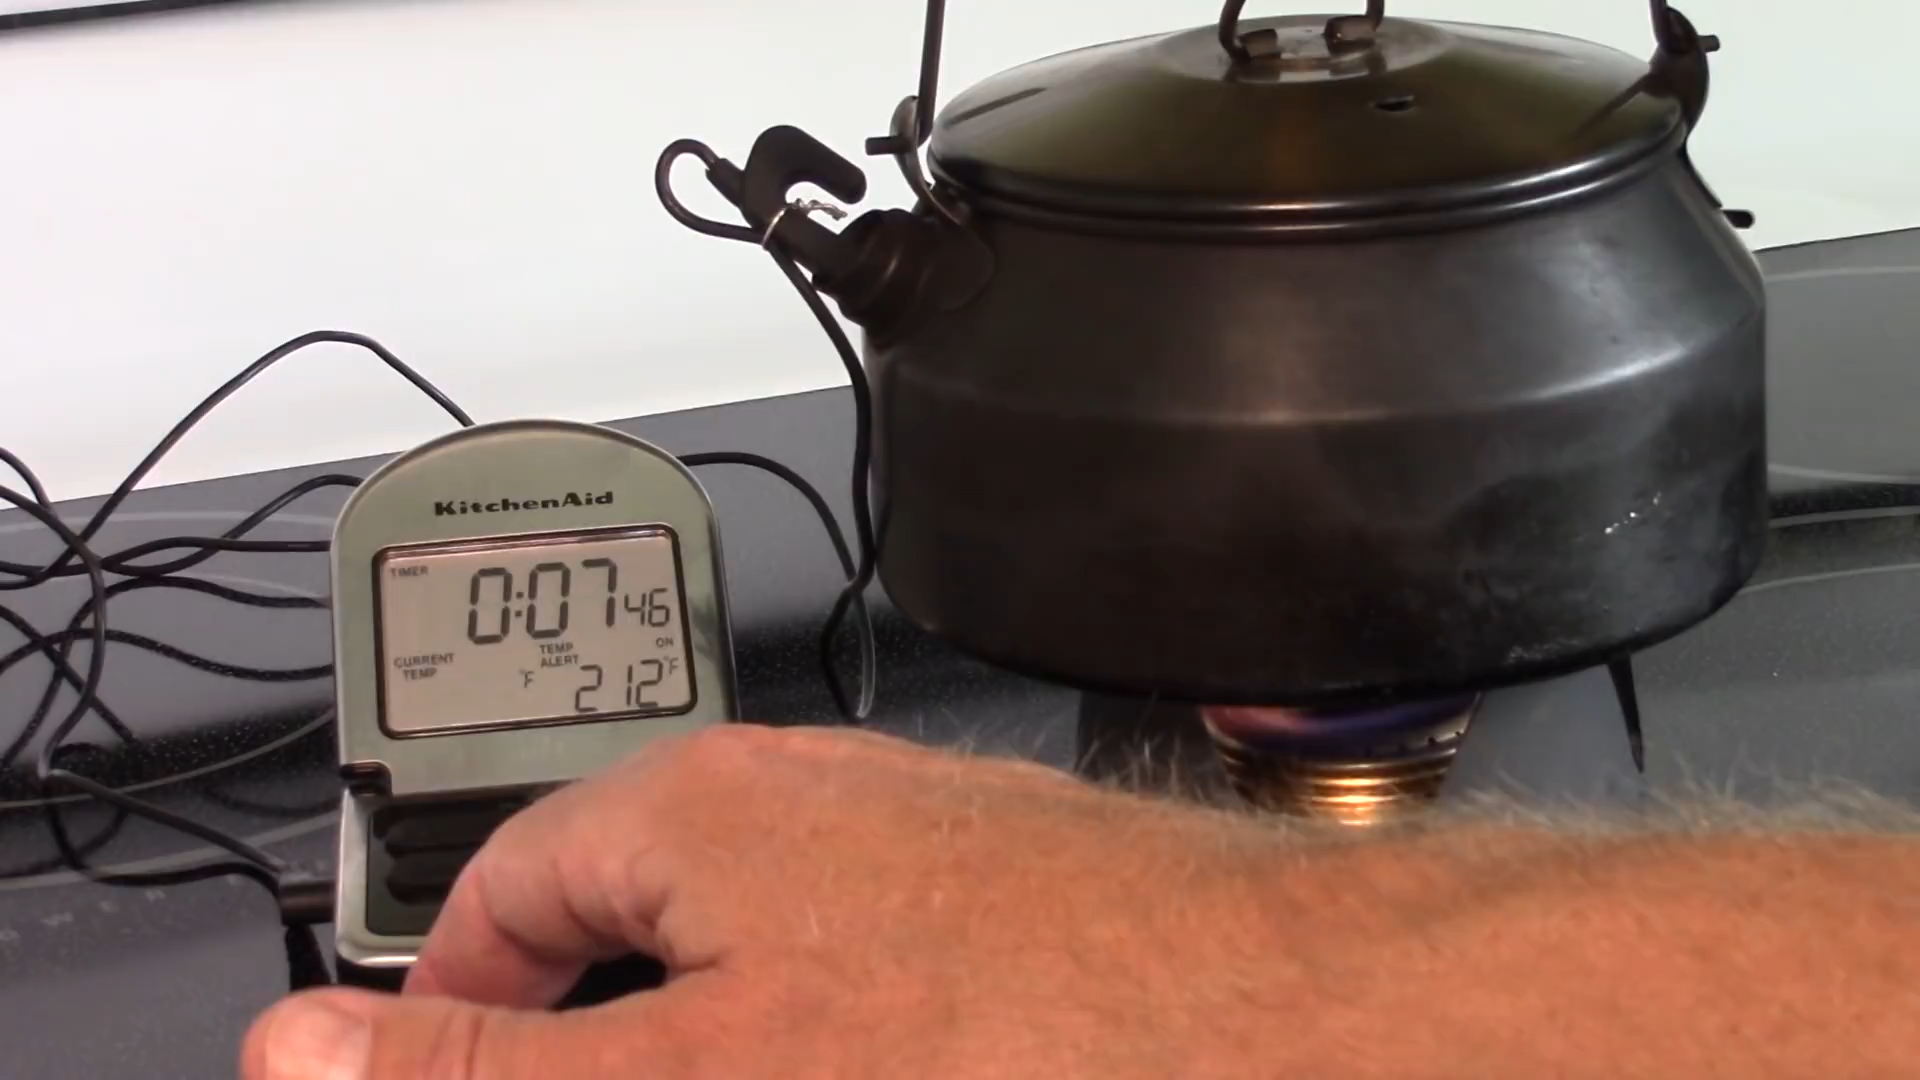 KitchenAid
TIMER
0:07 46
TEMP ON
CURRENT ALERT
TEMP °F 212°F